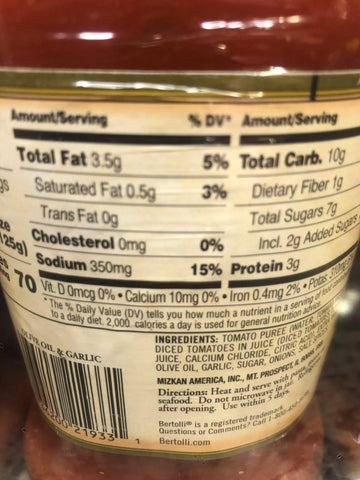 Amount/Serving % DV* Amount/Serving
Total Fat 3.5g 5% Total Carb. 10g
Saturated Fat 0.5g 3% Dietary Fiber 1g
Trans Fat 0g Total Sugars 7g
Cholesterol 0mg 0% Incl. 2g Added Sugars
125g)
Sodium 350mg 15% Protein 3g
70 Vit. D 0mcg 0% • Calcium 10mg 0% • Iron 0.4mg 2% • Potas
* The % Daily Value (DV) tells you how much a nutrient in a serving of food
to a daily diet. 2,000 calories a day is used for general nutrition advice.
OLIVE OIL & GARLIC
INGREDIENTS: TOMATO PUREE (WATER,
DICED TOMATOES IN JUICE (DICED
JUICE, CALCIUM CHLORIDE, CITRIC
OLIVE OIL, GARLIC, SUGAR, ONIONS,
MIZKAN AMERICA, INC., MT. PROSPECT, IL
Directions: Heat and serve with pasta,
seafood. Do not microwave in jar.
after opening. Use within 5 days.
21933 1
Bertolli® is a registered trademark
Questions or Comments? Call 1-800-450-
Bertolli.com